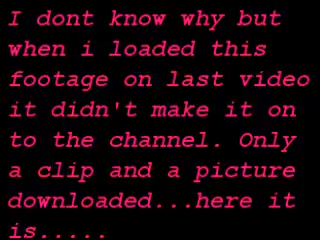 I dont know why but
when i loaded this
footage on last video
it didn't make it on
to the channel. Only
a clip and a picture
downloaded...here it
is.....